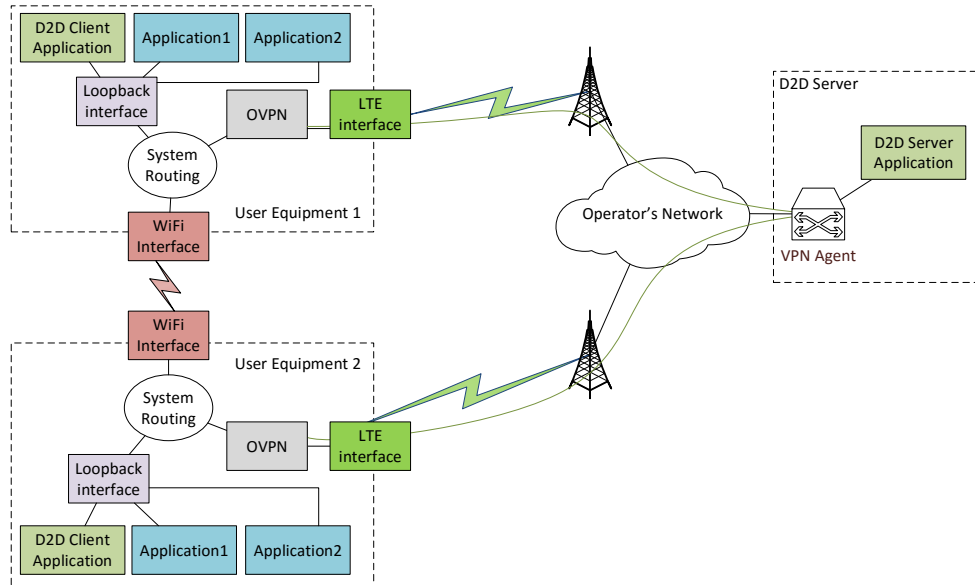 D2D Client
Application
Application1
Application2
Loopback
interface
OVPN
LTE
interface
System
Routing
User Equipment 1
WiFi
Interface
D2D Server
D2D Server
Application
Operator's Network
VPN Agent
WiFi
Interface
User Equipment 2
System
Routing
OVPN
LTE
interface
Loopback
interface
D2D Client
Application
Application1
Application2